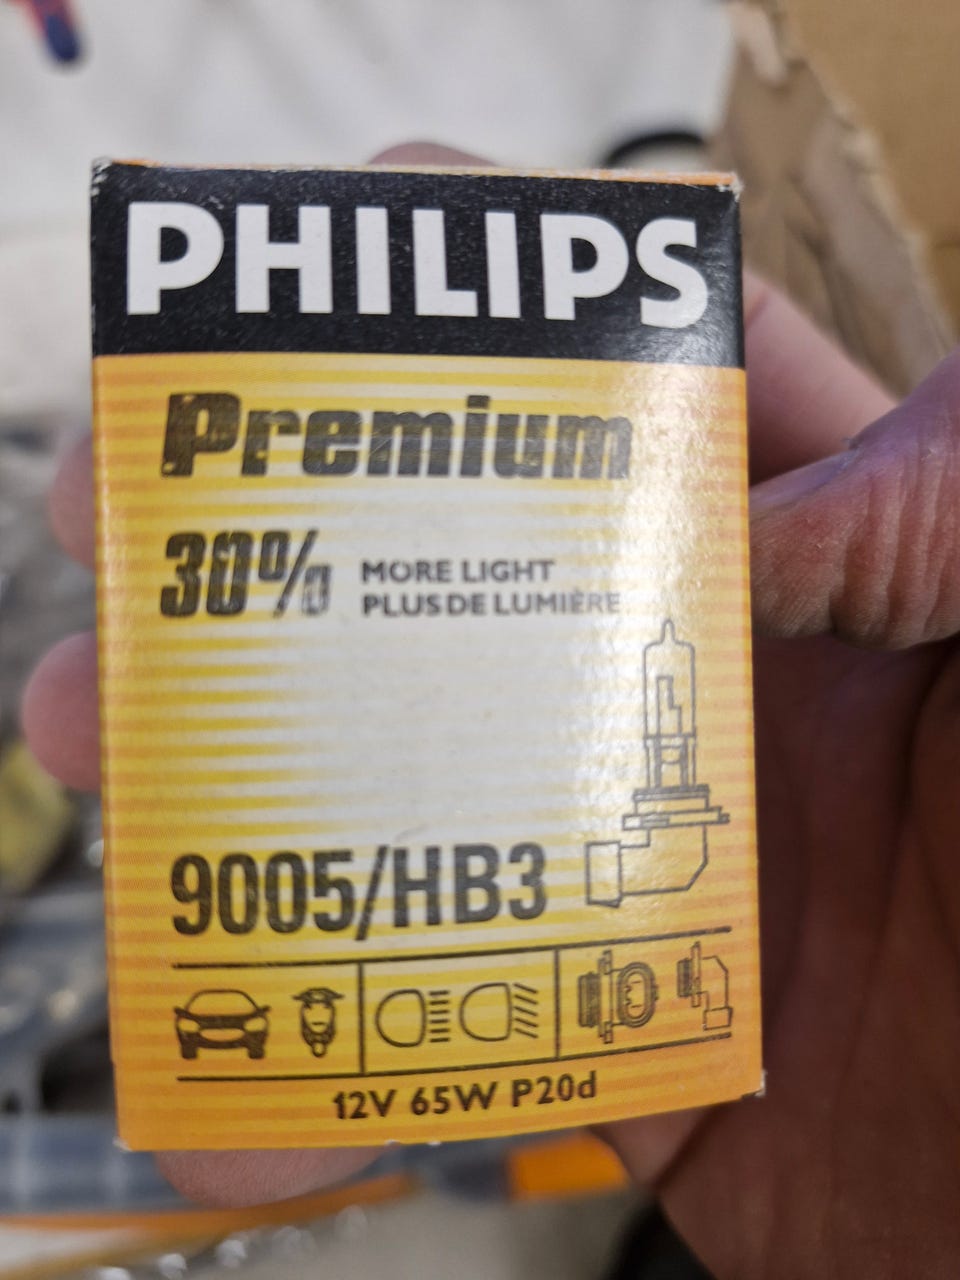 PHILIPS
Premium
30% MORE LIGHT
PLUS DE LUMIÈRE
9005/HB3
12V 65W P20d